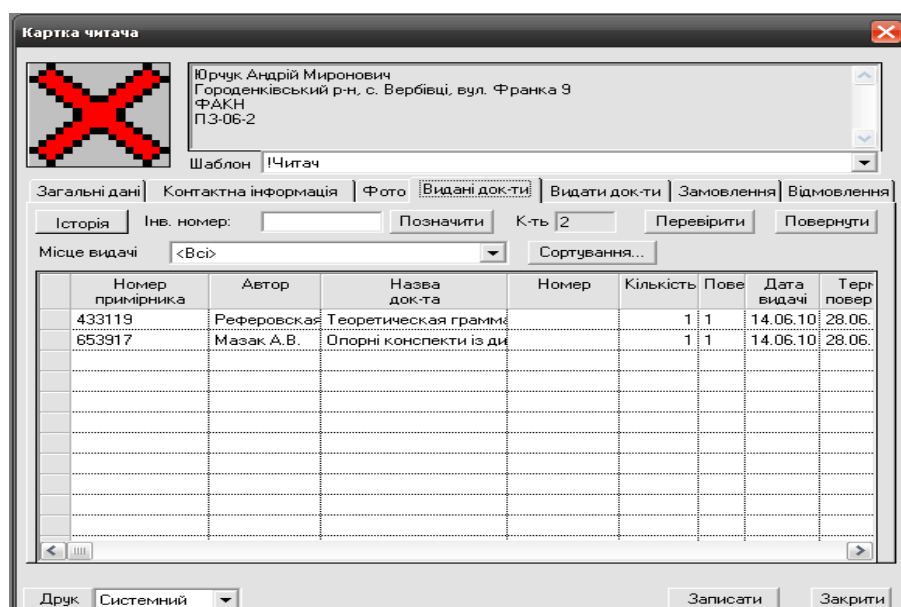 Картка читача
Юрчук Андрій Миронович
Городенківський р-н, с. Вербівці, вул. Франка 9
ФАКН
ПЗ-06-2
Шаблон !Читач
Загальні дані Контактна інформація Фото Видані док-ти Видати док-ти Замовлення Відмовлення
Історія Інв. номер: Позначити К-ть 2 Перевірити Повернути
Місце видачі <Всі> Сортування...
Номер Автор Назва Номер Кількість Пове Дата Терм
примірника док-та видачі повер
433119 Реферовская Теоретическая грамма 1 1 14.06.10 28.06.
653917 Мазак А.В. Опорні конспекти із ди 1 1 14.06.10 28.06.
Друк Системний Записати Закрити